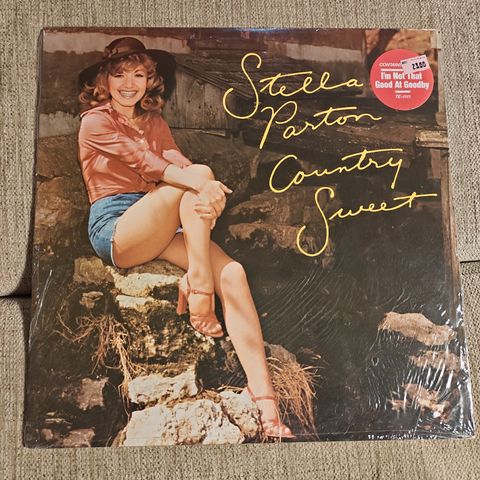 Stella
Parton
Country
Sweet
I'm Not That
Good At Goodby